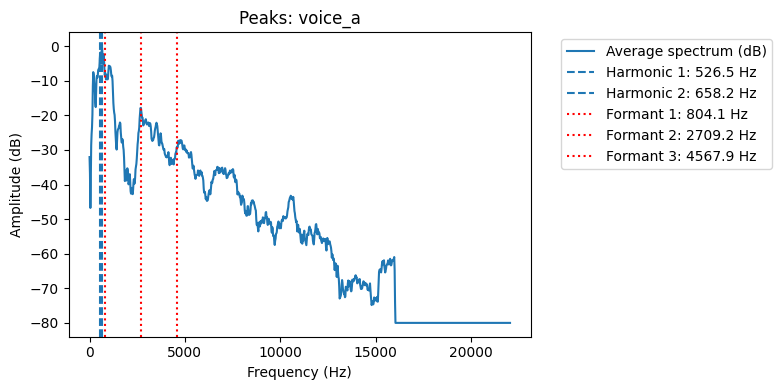 Peaks: voice_a
0
−10
−20
−30
−40
−50
−60
−70
−80
Amplitude (dB)
0
5000
10000
15000
20000
Frequency (Hz)
Average spectrum (dB)
Harmonic 1: 526.5 Hz
Harmonic 2: 658.2 Hz
Formant 1: 804.1 Hz
Formant 2: 2709.2 Hz
Formant 3: 4567.9 Hz